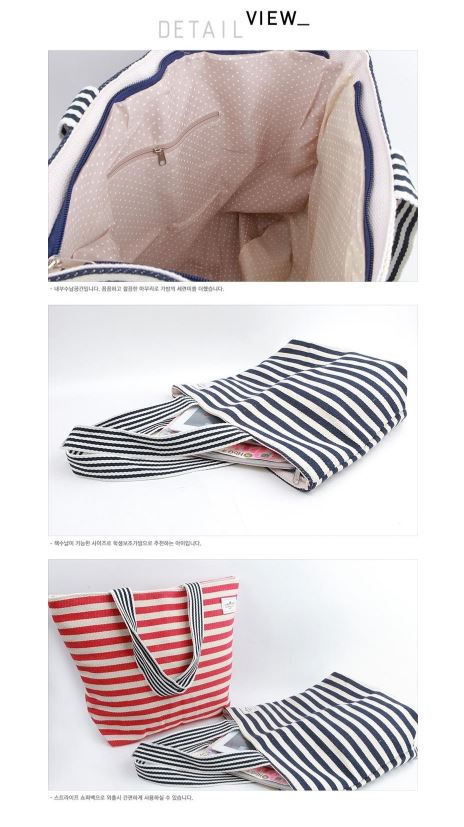 DETAIL VIEW_
- 내부수납공간입니다. 꼼꼼하고 깔끔한 마무리로 가방의 세련미를 더했습니다.
- 책수납이 가능한 사이즈로 학생보조가방으로 추천하는 아이입니다.
- 스트라이프 쇼퍼백으로 외출시 간편하게 사용하실 수 있습니다.